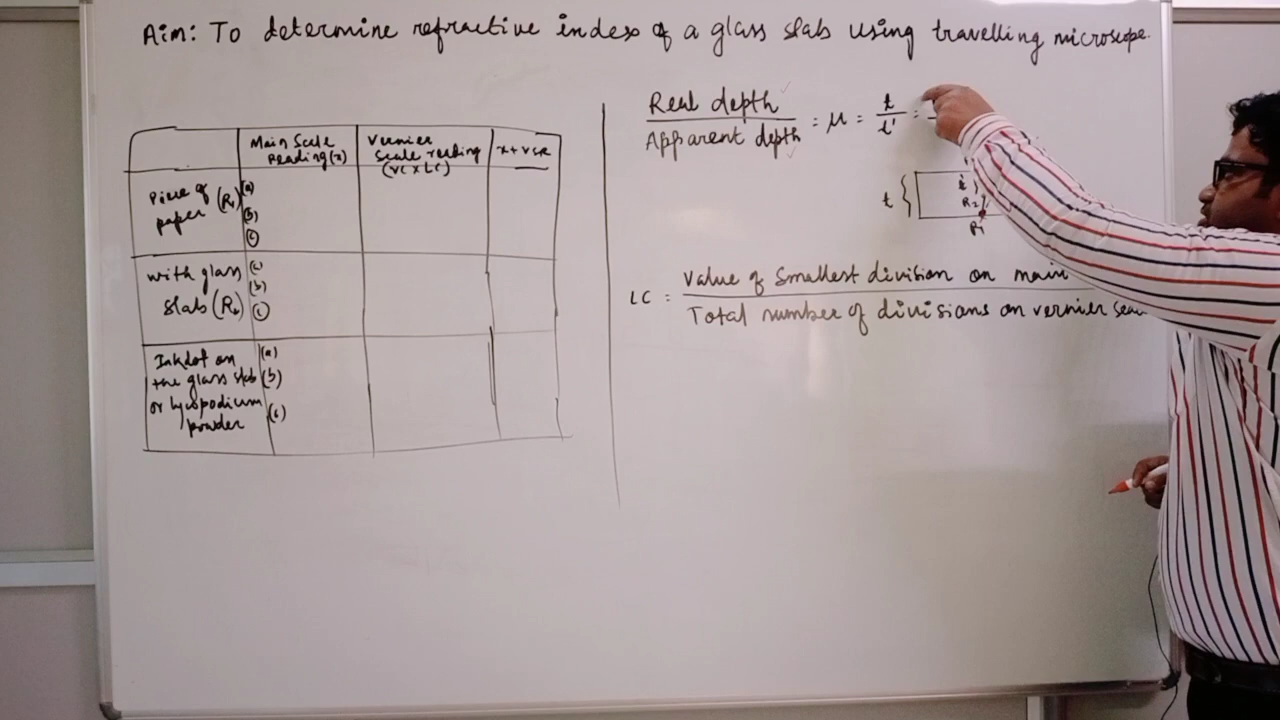 Aim: To determine refractive index of a glass slab using travelling microscope.
Main Scale Reading (x)
Vernier Scale reading (VC x LC)
x + VSR
Piece of paper (R₁)
(a)
(b)
(c)
with glass slab (R₂)
(a)
(b)
(c)
Inkdot on the glass slab or lycopodium powder
(a)
(b)
(c)
Real depth
Apparent depth
= μ = t / t' =
t
R₂
R₁
LC = Value of smallest division on main
Total number of divisions on vernier